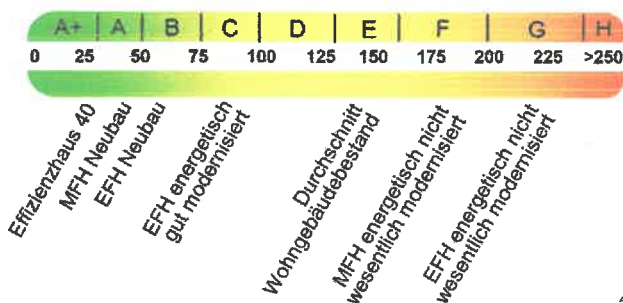 A+ | A | B | C | D | E | F | G | H
0 25 50 75 100 125 150 175 200 225 >250
Effizienzhaus 40
MFH Neubau
EFH Neubau
EFH energetisch
gut modernisiert
Durchschnitt
Wohngebäudebestand
MFH energetisch nicht
wesentlich modernisiert
EFH energetisch nicht
wesentlich modernisiert